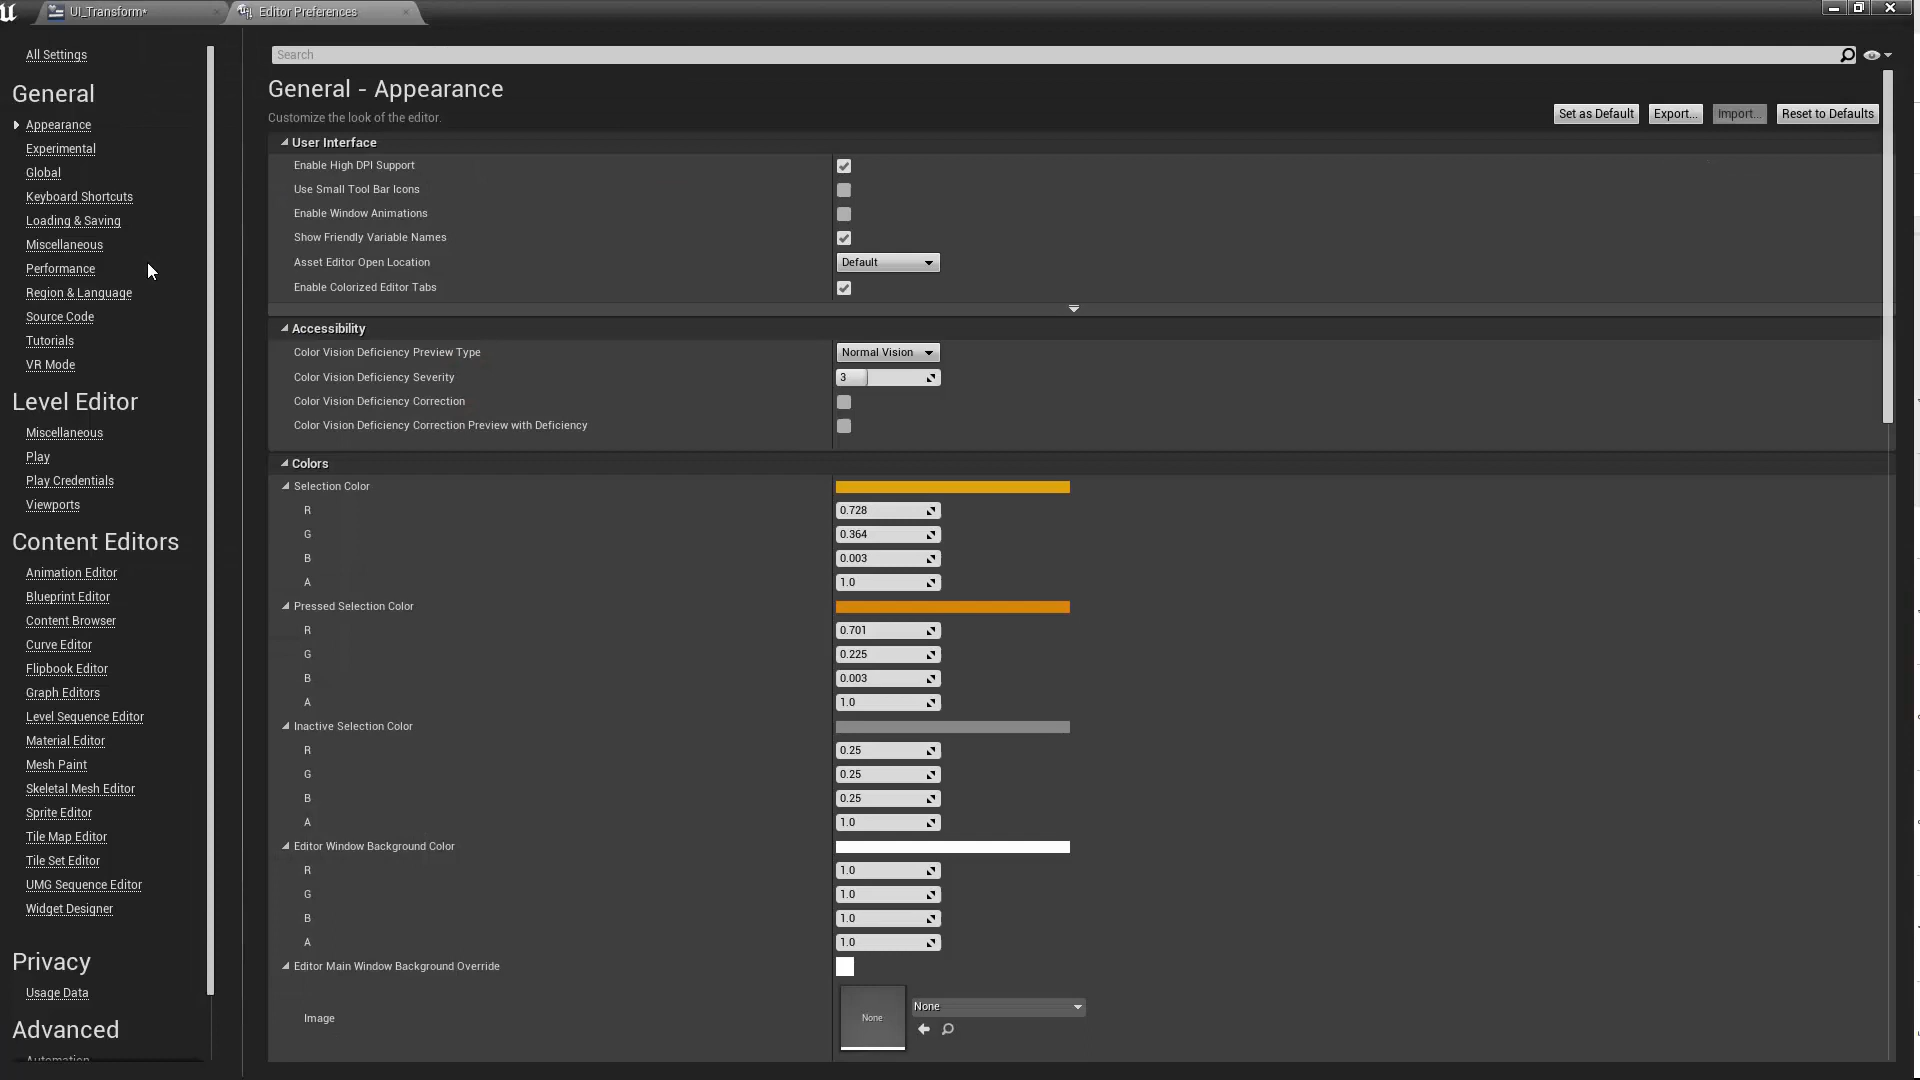 UI_Transform*
Editor Preferences
All Settings
General
Appearance
Experimental
Global
Keyboard Shortcuts
Loading & Saving
Miscellaneous
Performance
Region & Language
Source Code
Tutorials
VR Mode
Level Editor
Miscellaneous
Play
Play Credentials
Viewports
Content Editors
Animation Editor
Blueprint Editor
Content Browser
Curve Editor
Flipbook Editor
Graph Editors
Level Sequence Editor
Material Editor
Mesh Paint
Skeletal Mesh Editor
Sprite Editor
Tile Map Editor
Tile Set Editor
UMG Sequence Editor
Widget Designer
Privacy
Usage Data
Advanced
Automation
Search
General - Appearance
Customize the look of the editor.
Set as Default
Export...
Import...
Reset to Defaults
User Interface
Enable High DPI Support
Use Small Tool Bar Icons
Enable Window Animations
Show Friendly Variable Names
Asset Editor Open Location Default
Enable Colorized Editor Tabs
Accessibility
Color Vision Deficiency Preview Type Normal Vision
Color Vision Deficiency Severity 3
Color Vision Deficiency Correction
Color Vision Deficiency Correction Preview with Deficiency
Colors
Selection Color
R 0.728
G 0.364
B 0.003
A 1.0
Pressed Selection Color
R 0.701
G 0.225
B 0.003
A 1.0
Inactive Selection Color
R 0.25
G 0.25
B 0.25
A 1.0
Editor Window Background Color
R 1.0
G 1.0
B 1.0
A 1.0
Editor Main Window Background Override
Image None None